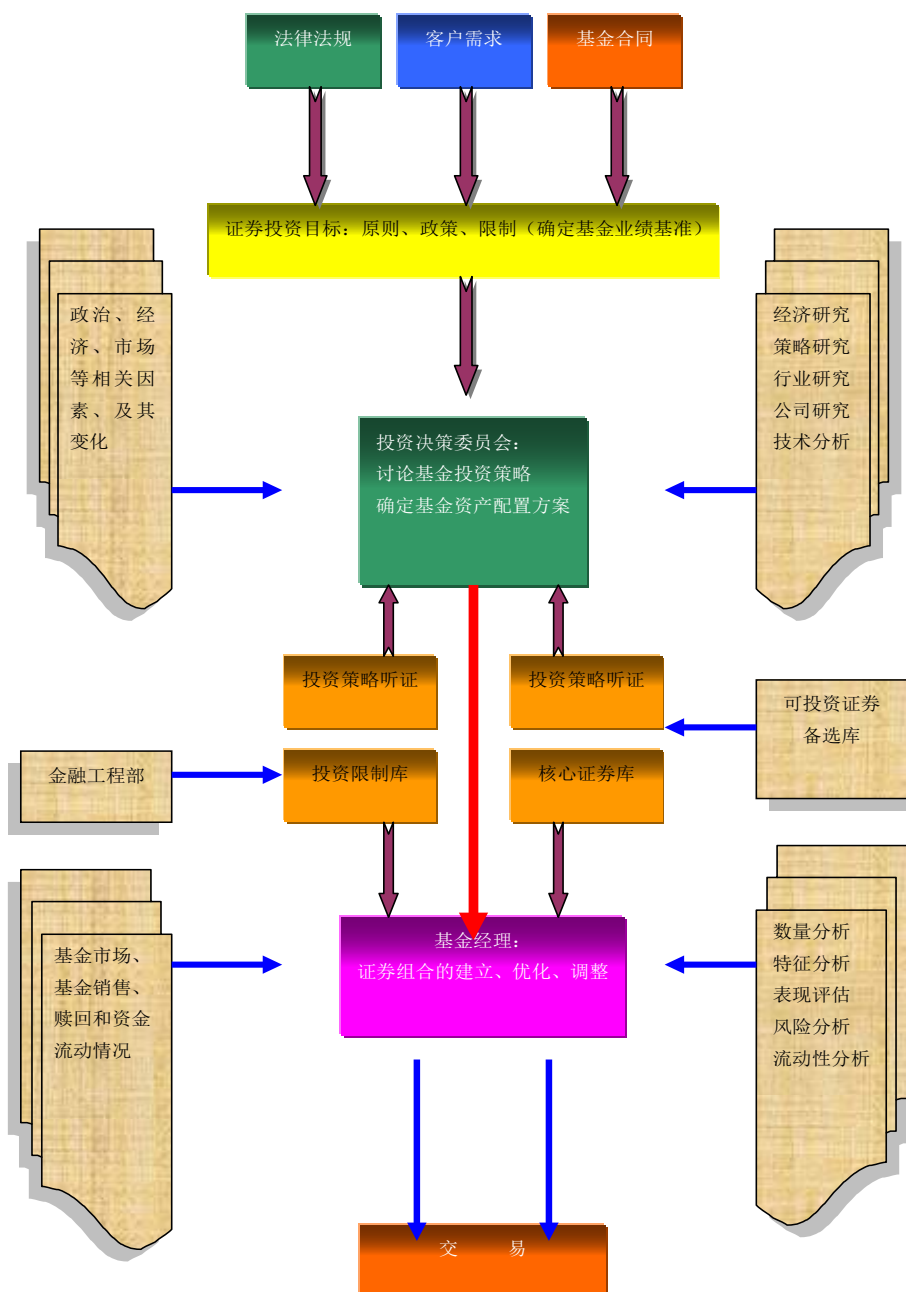 法律法规
客户需求
基金合同
证券投资目标：原则、政策、限制（确定基金业绩基准）
政治、经
济、市场
等相关因
素、及其
变化
经济研究
策略研究
行业研究
公司研究
技术分析
投资决策委员会：
讨论基金投资策略
确定基金资产配置方案
投资策略听证
投资策略听证
可投资证券
备选库
金融工程部
投资限制库
核心证券库
基金经理：
证券组合的建立、优化、调整
基金市场、
基金销售、
赎回和资金
流动情况
数量分析
特征分析
表现评估
风险分析
流动性分析
交 易